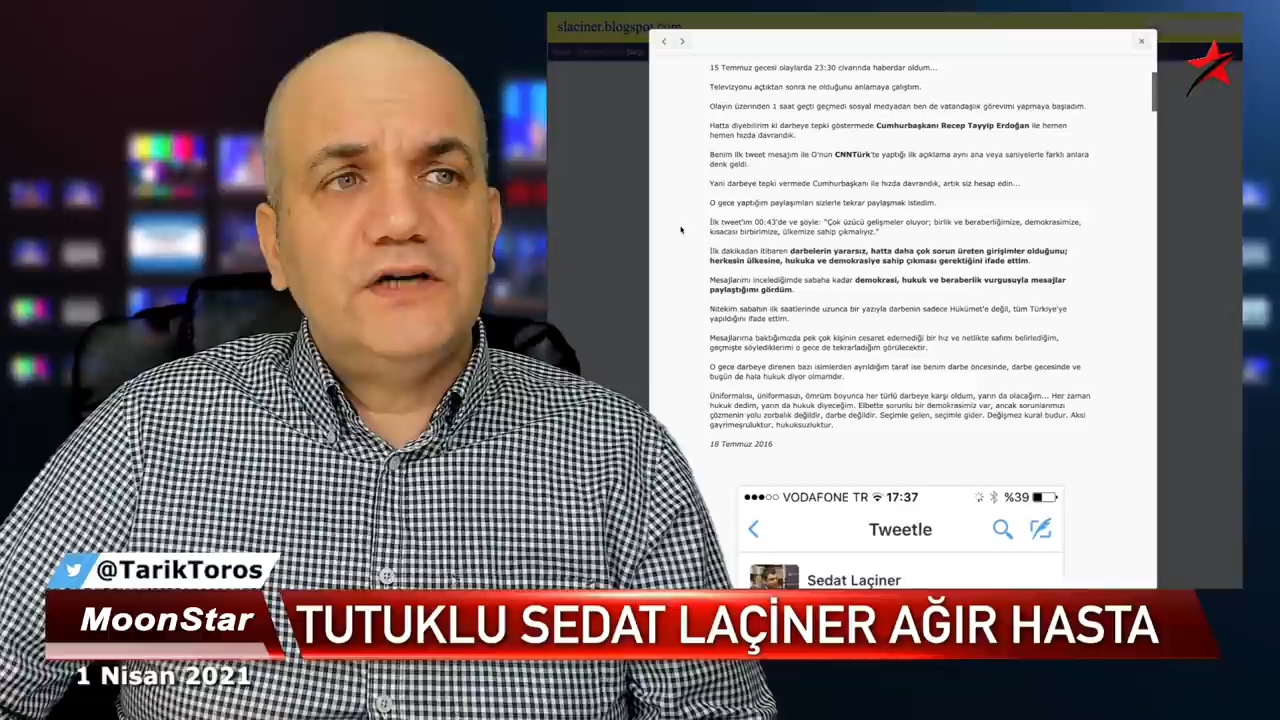 slaciner.blogspot.com
15 Temmuz gecesi olaylarda 23:30 civarında haberdar oldum...
Televizyonu açtıktan sonra ne olduğunu anlamaya çalıştım.
Olayın üzerinden 1 saat geçti geçmedi sosyal medyadan ben de vatandaşlık görevimi yapmaya başladım.
Hatta diyebilirim ki darbeye tepki göstermede Cumhurbaşkanı Recep Tayyip Erdoğan ile hemen
hemen hızda davrandık.
Benim İlk tweet mesajım ile O'nun CNNTürk'te yaptığı ilk açıklama aynı ana veya saniyelerle farklı anlara
denk geldi.
Yani darbeye tepki vermede Cumhurbaşkanı ile hızda davrandık, artık siz hesap edin...
O gece yaptığım paylaşımları sizlerle tekrar paylaşmak istedim.
İlk tweet'im 00:43'de ve şöyle: "Çok üzücü gelişmeler oluyor; birlik ve beraberliğimize, demokrasimize,
kısacası birbirimize, ülkemize sahip çıkmalıyız."
İlk dakikadan itibaren darbelerin yararsız, hatta daha çok sorun üreten girişimler olduğunu;
herkesin ülkesine, hukuka ve demokrasiye sahip çıkması gerektiğini ifade ettim.
Mesajlarımı incelediğimde sabaha kadar demokrasi, hukuk ve beraberlik vurgusuyla mesajlar
paylaştığımı gördüm.
Nitekim sabahın ilk saatlerinde uzunca bir yazıyla darbenin sadece Hükümet'e değil, tüm Türkiye'ye
yapıldığını ifade ettim.
Mesajlarıma baktığımızda pek çok kişinin cesaret edemediği bir hız ve netlikte safımı belirlediğim,
geçmişte söylediklerimi o gece de tekrarladığım görülecektir.
O gece darbeye direnen bazı isimlerden ayrıldığım taraf ise benim darbe öncesinde, darbe gecesinde ve
bugün de hala hukuk diyor olmamdır.
Üniformalısı, üniformasızı, ömrüm boyunca her türlü darbeye karşı oldum, yarın da olacağım... Her zaman
hukuk dedim, yarın da hukuk diyeceğim. Elbette sorunlu bir demokrasimiz var, ancak sorunlarımızı
çözmenin yolu zorbalık değildir, darbe değildir. Seçimle gelen, seçimle gider. Değişmez kural budur. Aksi
gayrimeşruluktur, hukuksuzluktur.
18 Temmuz 2016
VODAFONE TR 17:37 %39
Tweetle
Sedat Laçiner
@TarikToros
MoonStar
TUTUKLU SEDAT LAÇİNER AĞIR HASTA
1 Nisan 2021